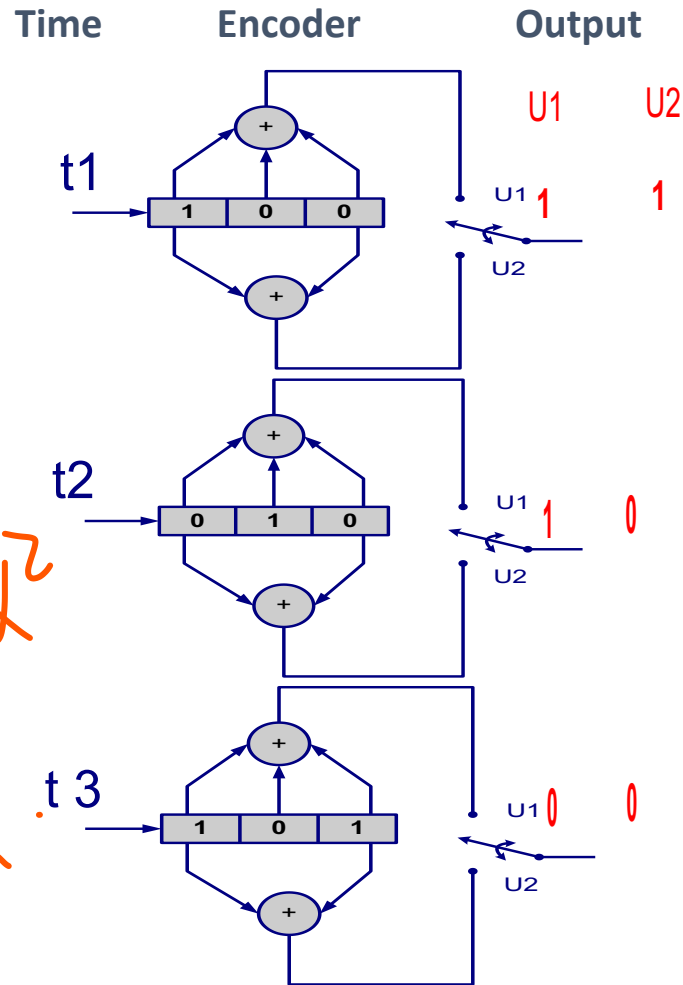 Time Encoder Output
U1 U2
+
t1
1 0 0
U1 1 1
U2
+
+
t2
0 1 0
U1 1 0
U2
+
+
t 3
1 0 1
U1 0 0
U2
+